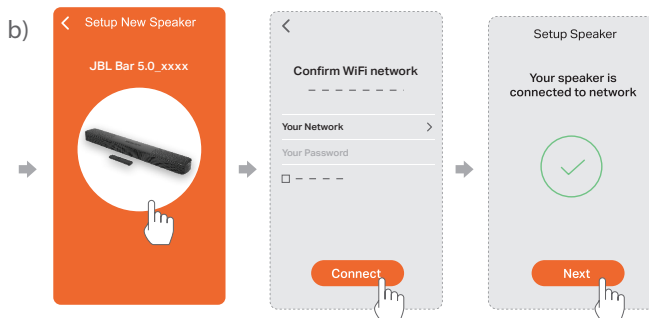 b)
Setup New Speaker
JBL Bar 5.0_xxxx
Confirm WiFi network
Your Network
Your Password
Connect
Setup Speaker
Your speaker is
connected to network
Next